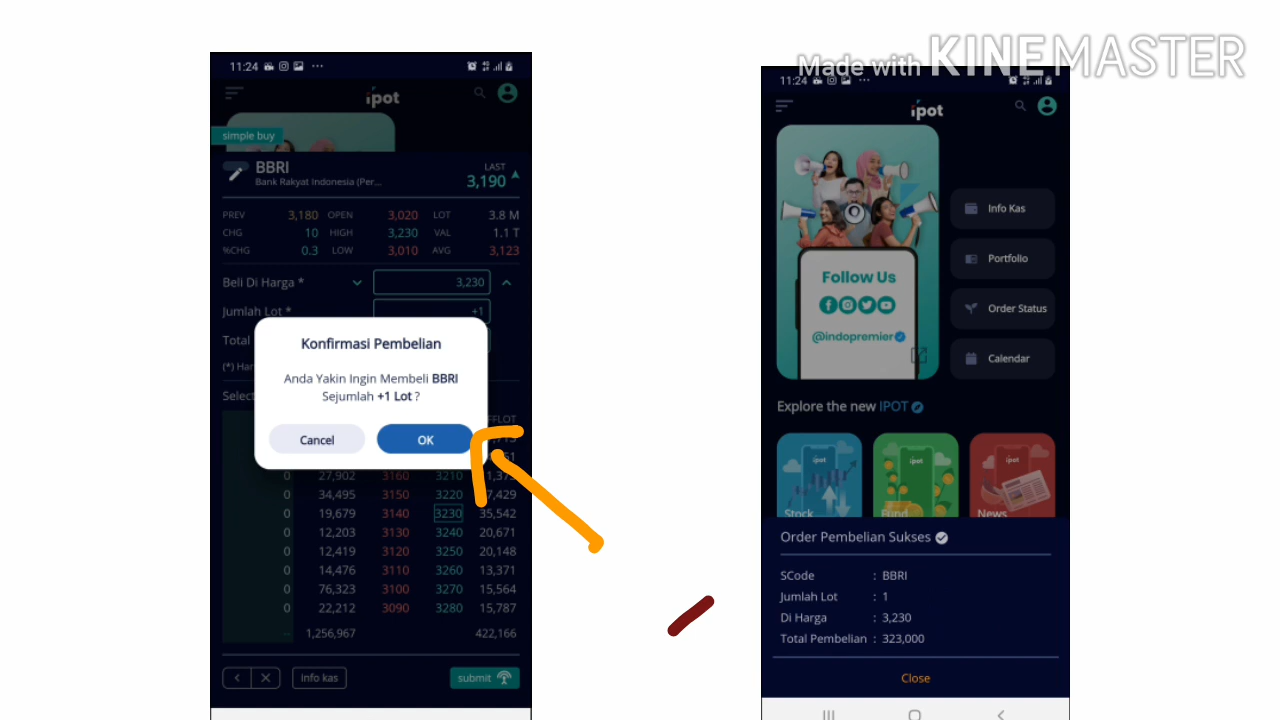 Made with KINEMASTER
11:24
ipot
simple buy
BBRI
Bank Rakyat Indonesia (Per...
LAST
3,190
PREV 3,180 OPEN 3,020 LOT 3.8 M
CHG 10 HIGH 3,230 VAL 1.1 T
%CHG 0.3 LOW 3,010 AVG 3,123
Beli Di Harga * 3,230
Jumlah Lot * +1
Total
(*) Har
Select
Konfirmasi Pembelian
Anda Yakin Ingin Membeli BBRI
Sejumlah +1 Lot ?
Cancel OK
0 27,902 3160 3210
0 34,495 3150 3220 7,429
0 19,679 3140 3230 35,542
0 12,203 3130 3240 20,671
0 12,419 3120 3250 20,148
0 14,476 3110 3260 13,371
0 76,323 3100 3270 15,564
0 22,212 3090 3280 15,787
-- 1,256,967 422,166
Info kas submit
11:24
ipot
Follow Us
@indopremier
Info Kas
Portfolio
Order Status
Calendar
Explore the new IPOT
ipot ipot ipot
Stock Fund News
Order Pembelian Sukses
SCode : BBRI
Jumlah Lot : 1
Di Harga : 3,230
Total Pembelian : 323,000
Close